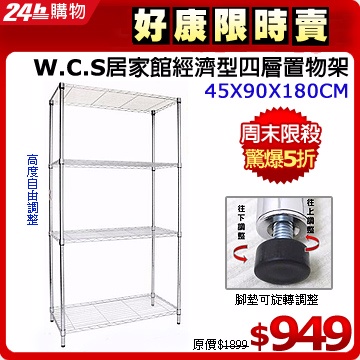 24h購物
好康限時賣
W.C.S居家館經濟型四層置物架
45X90X180CM
周末限殺
驚爆5折
高度自由調整
往下調整
往上調整
腳墊可旋轉調整
原價$1999
$949